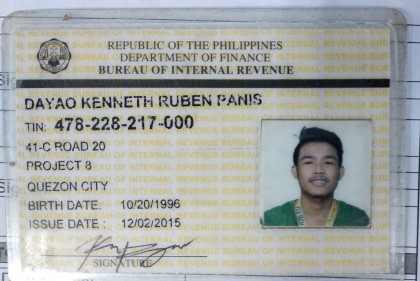 REPUBLIC OF THE PHILIPPINES
DEPARTMENT OF FINANCE
BUREAU OF INTERNAL REVENUE
DAYAO KENNETH RUBEN PANIS
TIN: 478-228-217-000
41-C ROAD 20
PROJECT 8
QUEZON CITY
BIRTH DATE: 10/20/1996
ISSUE DATE : 12/02/2015
SIGNATURE